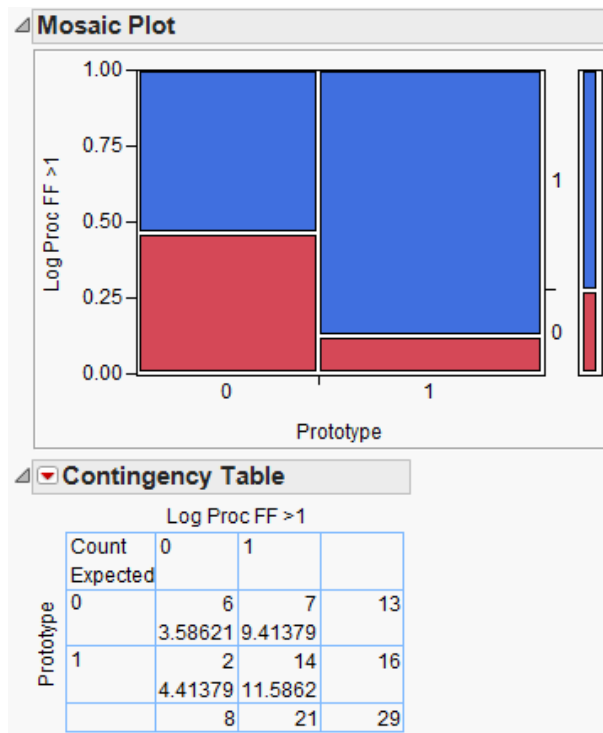 Mosaic Plot
1.00
0.75
0.50
0.25
0.00
Log Proc FF >1
1
0
0 1
Prototype
Contingency Table
Log Proc FF >1
Prototype
Count 0 1
Expected
0 6 7 13
3.58621 9.41379
1 2 14 16
4.41379 11.5862
8 21 29